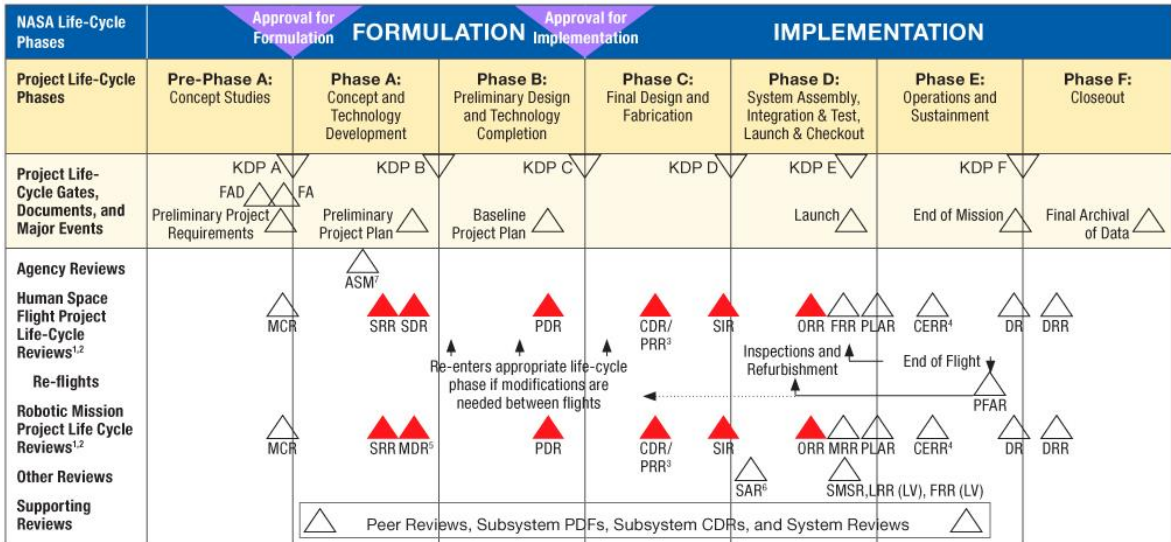 NASA Life-Cycle
Phases
Approval for
Formulation
FORMULATION
Approval for
Implementation
IMPLEMENTATION
Project Life-Cycle
Phases
Pre-Phase A:
Concept Studies
Phase A:
Concept and
Technology
Development
Phase B:
Preliminary Design
and Technology
Completion
Phase C:
Final Design and
Fabrication
Phase D:
System Assembly,
Integration & Test,
Launch & Checkout
Phase E:
Operations and
Sustainment
Phase F:
Closeout
Project Life-
Cycle Gates,
Documents, and
Major Events
KDP A
KDP B
KDP C
KDP D
KDP E
KDP F
FAD
FA
Preliminary Project
Requirements
Preliminary
Project Plan
Baseline
Project Plan
Launch
End of Mission
Final Archival
of Data
Agency Reviews
ASM⁷
Human Space
Flight Project
Life-Cycle
Reviews¹,²
MCR
SRR
SDR
PDR
CDR/
PRR³
SIR
ORR
FRR
PLAR
CERR⁴
DR
DRR
Re-flights
Re-enters appropriate life-cycle
phase if modifications are
needed between flights
Inspections and
Refurbishment
End of Flight
PFAR
Robotic Mission
Project Life Cycle
Reviews¹,²
MCR
SRR
MDR⁵
PDR
CDR/
PRR³
SIR
ORR
MRR
PLAR
CERR⁴
DR
DRR
Other Reviews
SAR⁶
SMSR,LRR (LV), FRR (LV)
Supporting
Reviews
Peer Reviews, Subsystem PDFs, Subsystem CDRs, and System Reviews